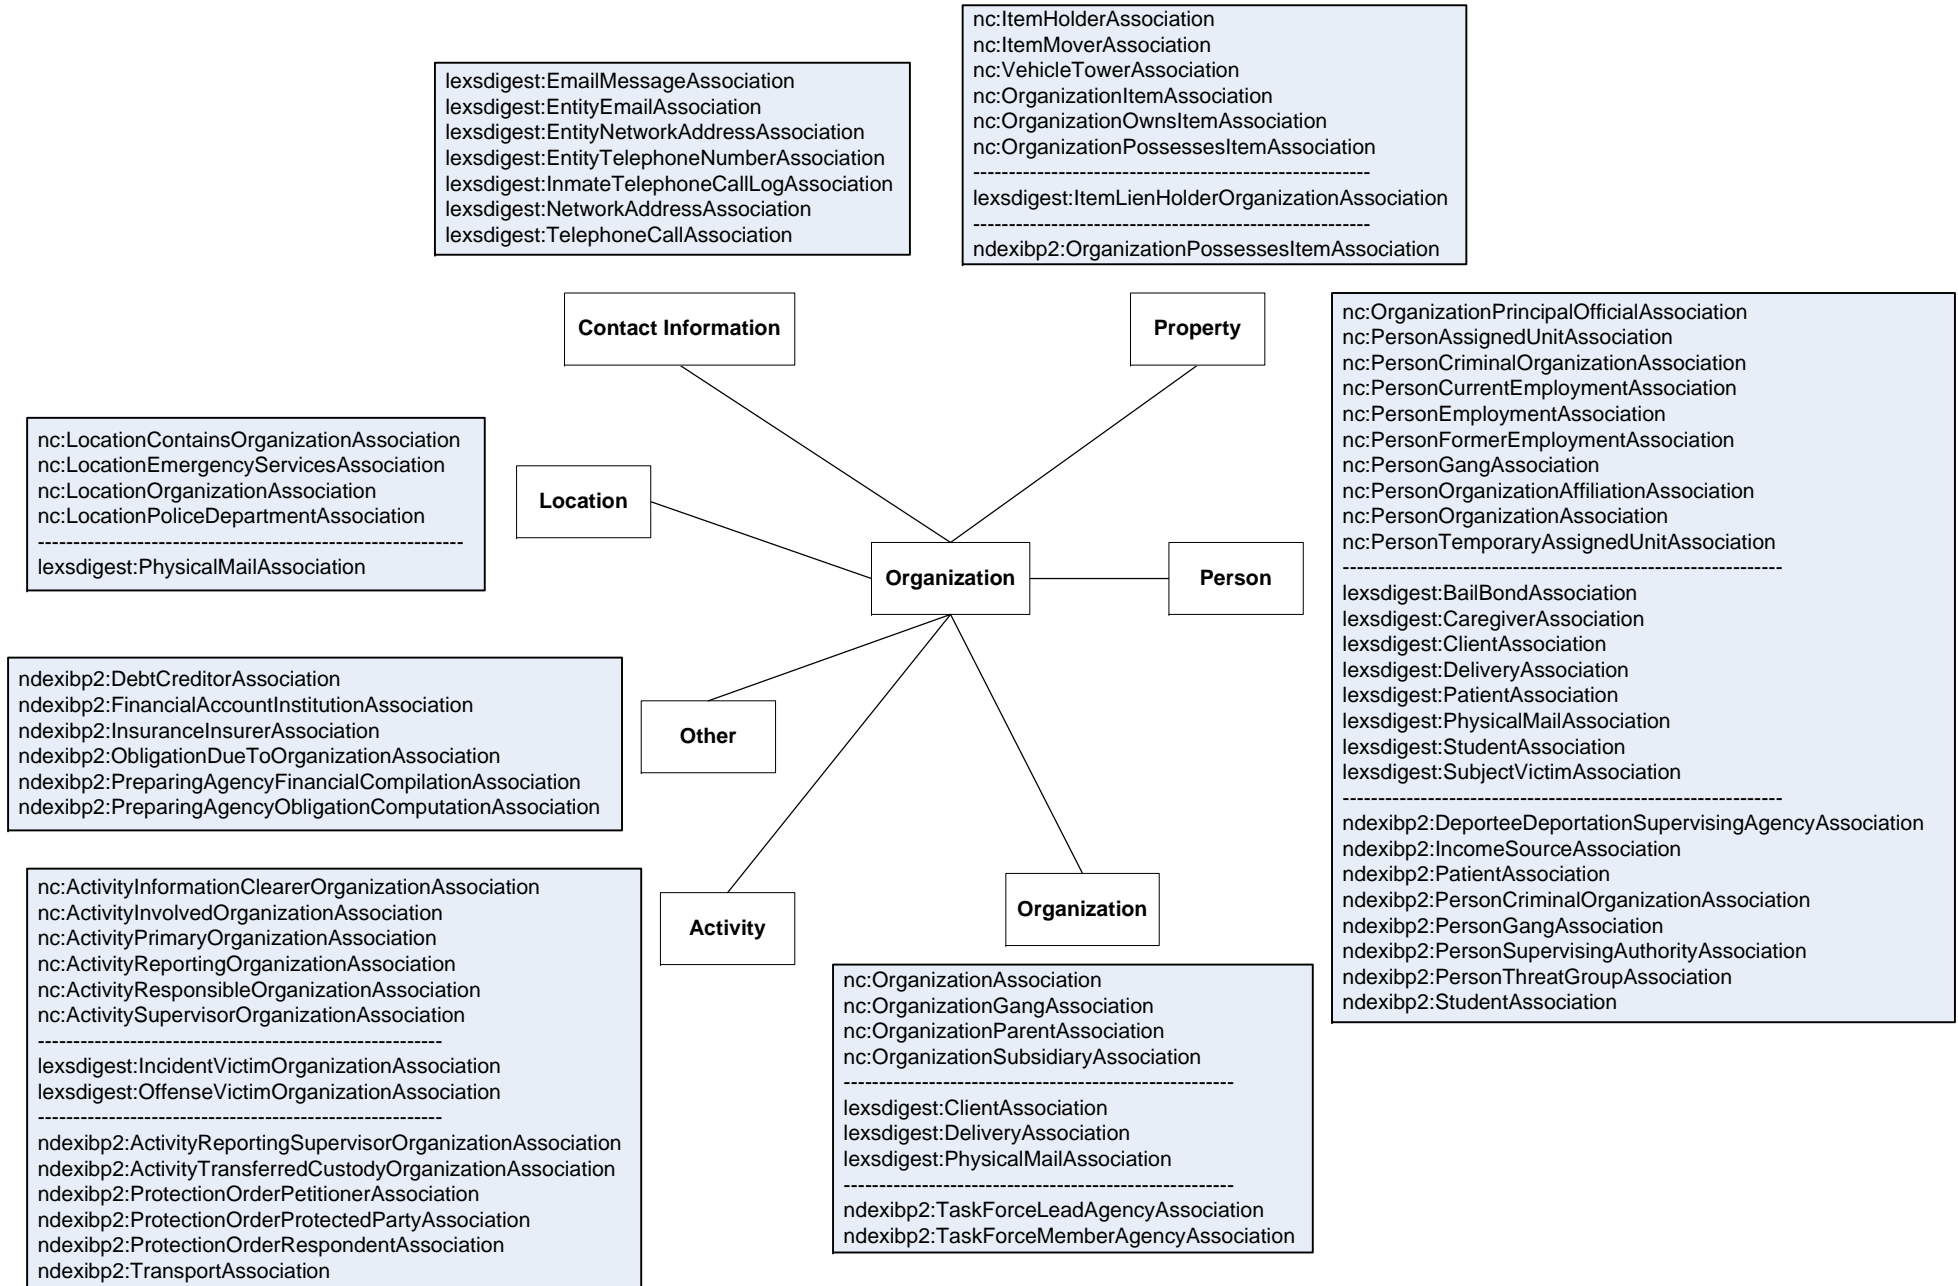 nc:ItemHolderAssociation
nc:ItemMoverAssociation
nc:VehicleTowerAssociation
nc:OrganizationItemAssociation
nc:OrganizationOwnsItemAssociation
nc:OrganizationPossessesItemAssociation
--------------------------------------------------------
lexsdigest:ItemLienHolderOrganizationAssociation
--------------------------------------------------------
ndexibp2:OrganizationPossessesItemAssociation
lexsdigest:EmailMessageAssociation
lexsdigest:EntityEmailAssociation
lexsdigest:EntityNetworkAddressAssociation
lexsdigest:EntityTelephoneNumberAssociation
lexsdigest:InmateTelephoneCallLogAssociation
lexsdigest:NetworkAddressAssociation
lexsdigest:TelephoneCallAssociation
Contact Information
Property
nc:OrganizationPrincipalOfficialAssociation
nc:PersonAssignedUnitAssociation
nc:PersonCriminalOrganizationAssociation
nc:PersonCurrentEmploymentAssociation
nc:PersonEmploymentAssociation
nc:PersonFormerEmploymentAssociation
nc:PersonGangAssociation
nc:PersonOrganizationAffiliationAssociation
nc:PersonOrganizationAssociation
nc:PersonTemporaryAssignedUnitAssociation
--------------------------------------------------------------
lexsdigest:BailBondAssociation
lexsdigest:CaregiverAssociation
lexsdigest:ClientAssociation
lexsdigest:DeliveryAssociation
lexsdigest:PatientAssociation
lexsdigest:PhysicalMailAssociation
lexsdigest:StudentAssociation
lexsdigest:SubjectVictimAssociation
--------------------------------------------------------------
ndexibp2:DeporteeDeportationSupervisingAgencyAssociation
ndexibp2:IncomeSourceAssociation
ndexibp2:PatientAssociation
ndexibp2:PersonCriminalOrganizationAssociation
ndexibp2:PersonGangAssociation
ndexibp2:PersonSupervisingAuthorityAssociation
ndexibp2:PersonThreatGroupAssociation
ndexibp2:StudentAssociation
nc:LocationContainsOrganizationAssociation
nc:LocationEmergencyServicesAssociation
nc:LocationOrganizationAssociation
nc:LocationPoliceDepartmentAssociation
------------------------------------------------------------
lexsdigest:PhysicalMailAssociation
Location
Organization
Person
ndexibp2:DebtCreditorAssociation
ndexibp2:FinancialAccountInstitutionAssociation
ndexibp2:InsuranceInsurerAssociation
ndexibp2:ObligationDueToOrganizationAssociation
ndexibp2:PreparingAgencyFinancialCompilationAssociation
ndexibp2:PreparingAgencyObligationComputationAssociation
Other
nc:ActivityInformationClearerOrganizationAssociation
nc:ActivityInvolvedOrganizationAssociation
nc:ActivityPrimaryOrganizationAssociation
nc:ActivityReportingOrganizationAssociation
nc:ActivityResponsibleOrganizationAssociation
nc:ActivitySupervisorOrganizationAssociation
---------------------------------------------------------
lexsdigest:IncidentVictimOrganizationAssociation
lexsdigest:OffenseVictimOrganizationAssociation
---------------------------------------------------------
ndexibp2:ActivityReportingSupervisorOrganizationAssociation
ndexibp2:ActivityTransferredCustodyOrganizationAssociation
ndexibp2:ProtectionOrderPetitionerAssociation
ndexibp2:ProtectionOrderProtectedPartyAssociation
ndexibp2:ProtectionOrderRespondentAssociation
ndexibp2:TransportAssociation
Activity
Organization
nc:OrganizationAssociation
nc:OrganizationGangAssociation
nc:OrganizationParentAssociation
nc:OrganizationSubsidiaryAssociation
-------------------------------------------------------
lexsdigest:ClientAssociation
lexsdigest:DeliveryAssociation
lexsdigest:PhysicalMailAssociation
-------------------------------------------------------
ndexibp2:TaskForceLeadAgencyAssociation
ndexibp2:TaskForceMemberAgencyAssociation